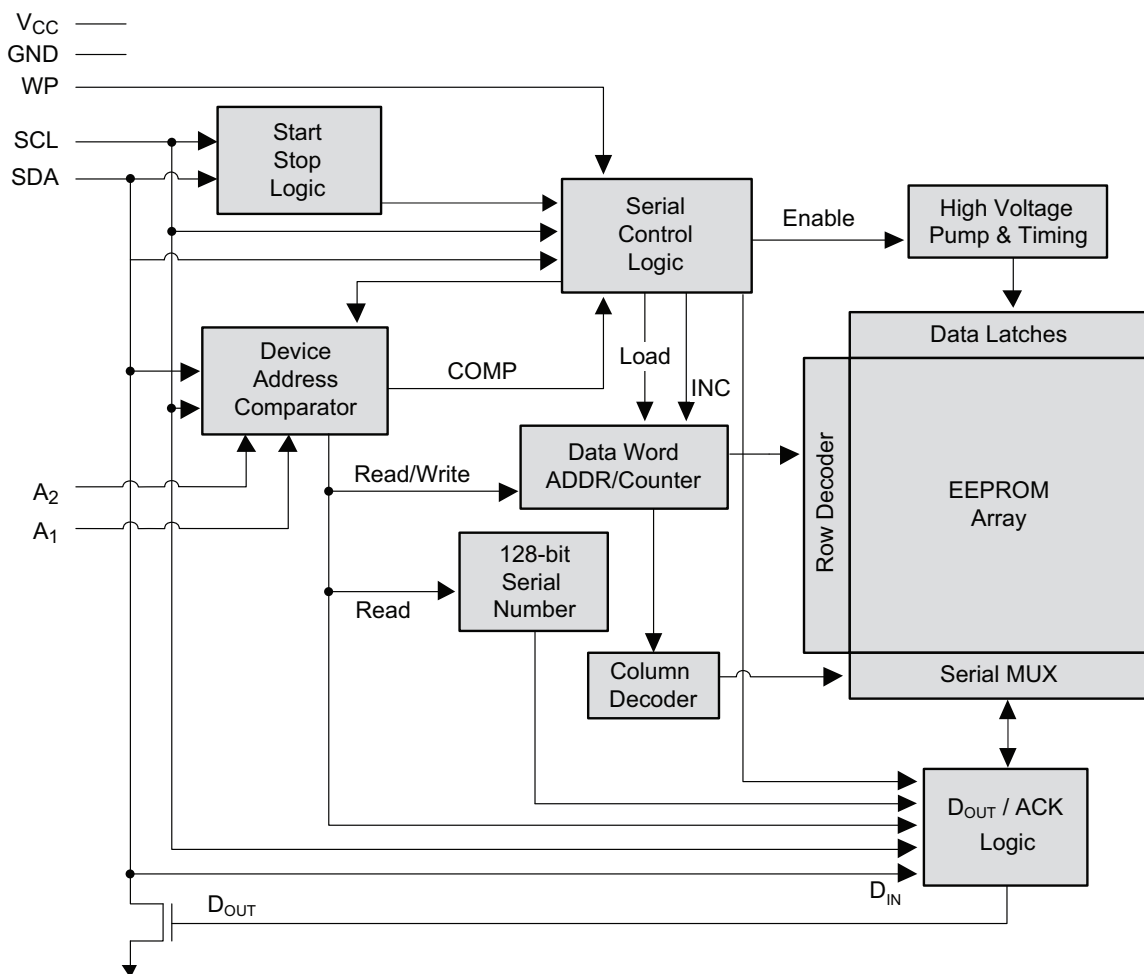 VCC
GND
WP
SCL
SDA
Start
Stop
Logic
Serial
Control
Logic
Enable
High Voltage
Pump & Timing
Device
Address
Comparator
COMP
Load
INC
Data Latches
Row Decoder
EEPROM
Array
Serial MUX
A2
A1
Read/Write
Data Word
ADDR/Counter
Read
128-bit
Serial
Number
Column
Decoder
DOUT / ACK
Logic
DIN
DOUT